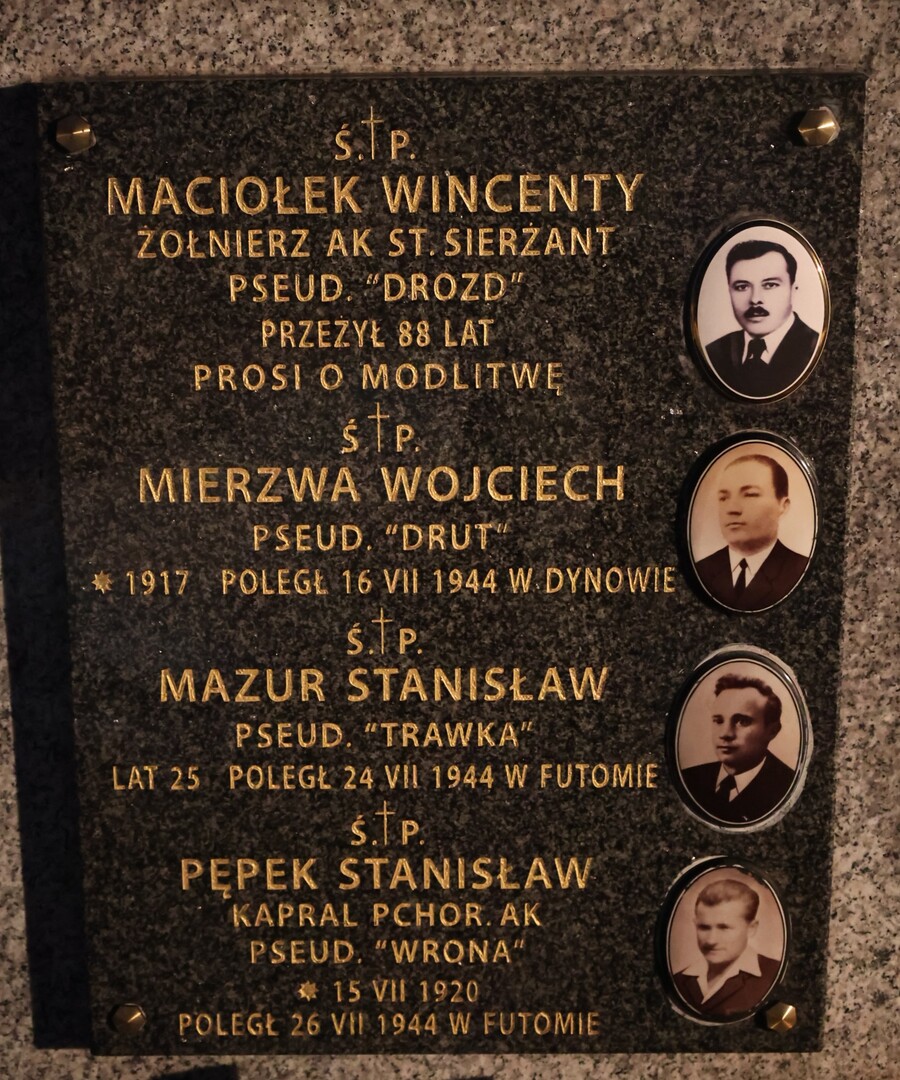 Ś.P.
MACIOŁEK WINCENTY
ŻOŁNIERZ AK ST. SIERŻANT
PSEUD. "DROZD"
PRZEŻYŁ 88 LAT
PROSI O MODLITWĘ
Ś.P.
MIERZWA WOJCIECH
PSEUD. "DRUT"
1917 POLEGŁ 16 VII 1944 W DYNOWIE
Ś.P.
MAZUR STANISŁAW
PSEUD. "TRAWKA"
LAT 25 POLEGŁ 24 VII 1944 W FUTOMIE
Ś.P.
PĘPEK STANISŁAW
KAPRAL PCHOR. AK
PSEUD. "WRONA"
15 VII 1920
POLEGŁ 26 VII 1944 W FUTOMIE